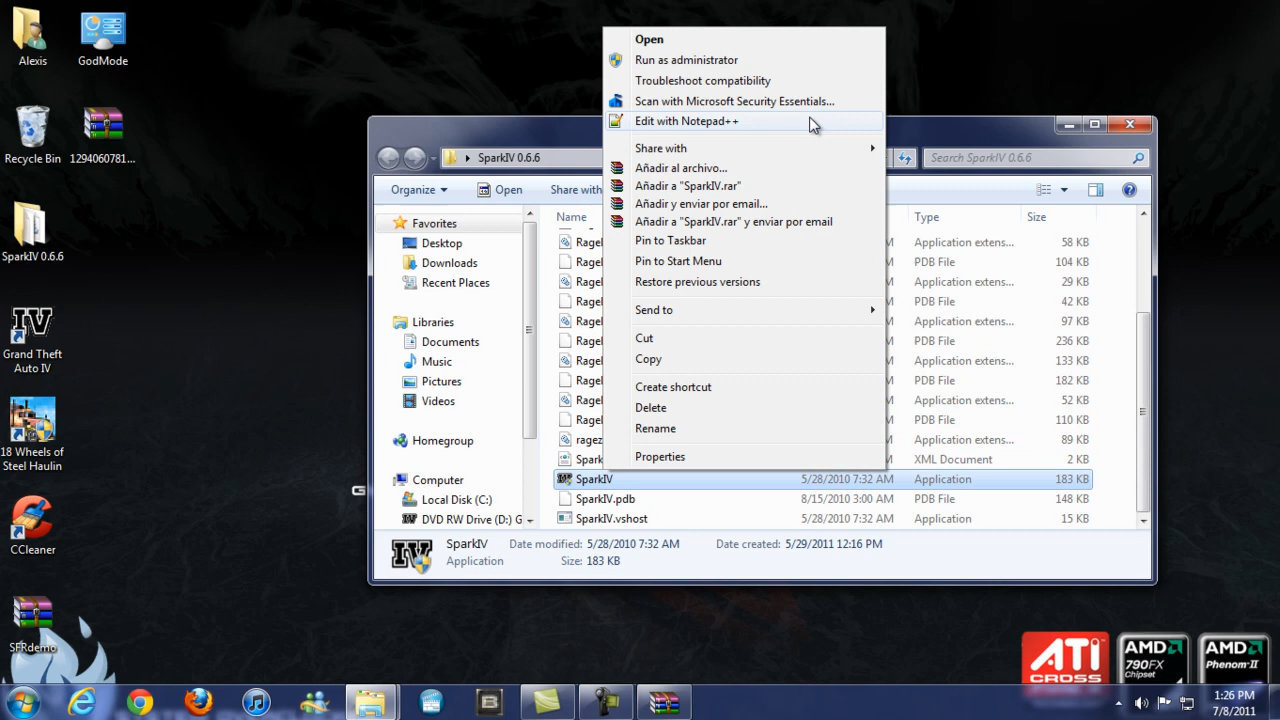 Alexis
GodMode
Recycle Bin
1294060781...
SparkIV 0.6.6
IV
Grand Theft
Auto IV
18 Wheels of
Steel Haulin
CCleaner
SFRdemo
Open
Run as administrator
Troubleshoot compatibility
Scan with Microsoft Security Essentials...
Edit with Notepad++
Share with
Añadir al archivo...
Añadir a "SparkIV.rar"
Añadir y enviar por email...
Añadir a "SparkIV.rar" y enviar por email
Pin to Taskbar
Pin to Start Menu
Restore previous versions
Send to
Cut
Copy
Create shortcut
Delete
Rename
Properties
SparkIV 0.6.6
Search SparkIV 0.6.6
Organize
Open
Share with
Favorites
Desktop
Downloads
Recent Places
Libraries
Documents
Music
Pictures
Videos
Homegroup
Computer
Local Disk (C:)
DVD RW Drive (D:) G
Name Type Size
Ragel M Application extens... 58 KB
Ragel M PDB File 104 KB
Ragel M Application extens... 29 KB
Ragel M PDB File 42 KB
Ragel M Application extens... 97 KB
Ragel M PDB File 236 KB
Ragel M Application extens... 133 KB
Ragel M PDB File 182 KB
Ragel M Application extens... 52 KB
Ragel M PDB File 110 KB
ragez M Application extens... 89 KB
Spark M XML Document 2 KB
SparkIV 5/28/2010 7:32 AM Application 183 KB
SparkIV.pdb 8/15/2010 3:00 AM PDB File 148 KB
SparkIV.vshost 5/28/2010 7:32 AM Application 15 KB
IV
SparkIV Date modified: 5/28/2010 7:32 AM Date created: 5/29/2011 12:16 PM
Application Size: 183 KB
G
ATI
CROSS
AMD
790FX
Chipset
AMD
Phenom-II
B
1:26 PM
7/8/2011